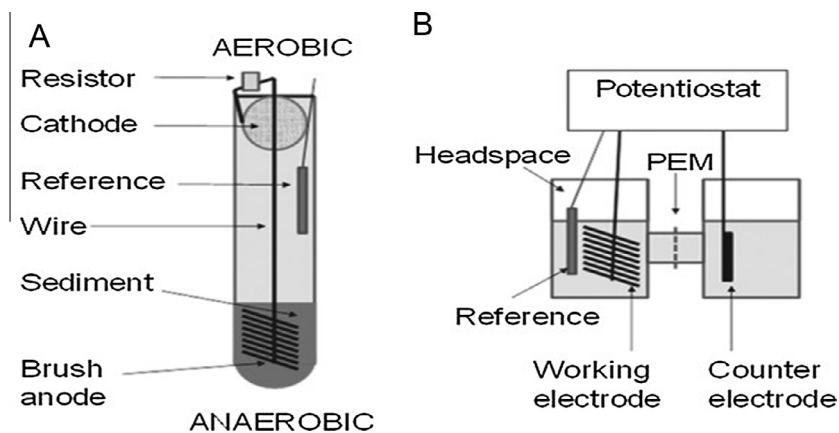 A
AEROBIC
Resistor
Cathode
Reference
Wire
Sediment
Brush
anode
ANAEROBIC
B
Potentiostat
Headspace
PEM
Reference
Working
electrode
Counter
electrode